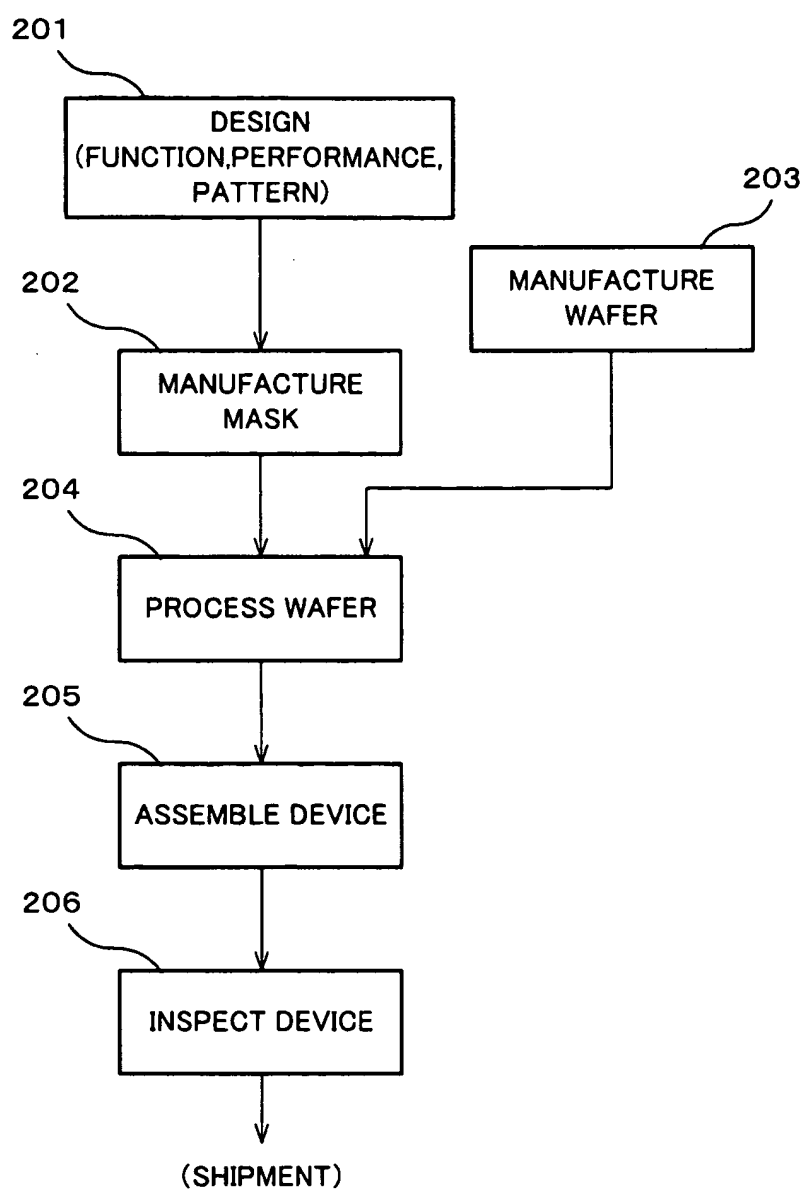 201
DESIGN
(FUNCTION,PERFORMANCE,
PATTERN)
203
MANUFACTURE
WAFER
202
MANUFACTURE
MASK
204
PROCESS WAFER
205
ASSEMBLE DEVICE
206
INSPECT DEVICE
(SHIPMENT)